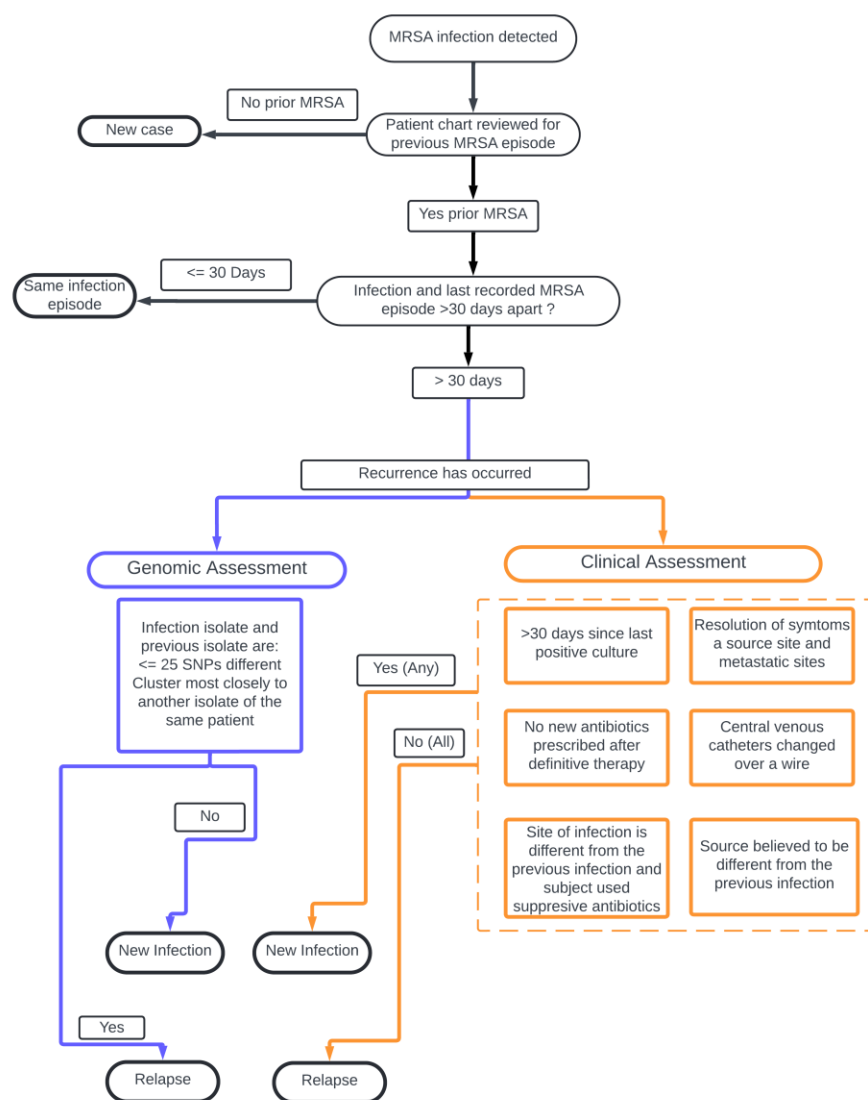 MRSA infection detected
No prior MRSA
New case
Patient chart reviewed for
previous MRSA episode
Yes prior MRSA
<= 30 Days
Same infection
episode
Infection and last recorded MRSA
episode >30 days apart ?
> 30 days
Recurrence has occurred
Genomic Assessment
Clinical Assessment
Infection isolate and
previous isolate are:
<= 25 SNPs different
Cluster most closely to
another isolate of the
same patient
>30 days since last
positive culture
Resolution of symtoms
a source site and
metastatic sites
Yes (Any)
No (All)
No new antibiotics
prescribed after
definitive therapy
Central venous
catheters changed
over a wire
No
Site of infection is
different from the
previous infection and
subject used
suppresive antibiotics
Source believed to be
different from the
previous infection
New Infection
New Infection
Yes
Relapse
Relapse